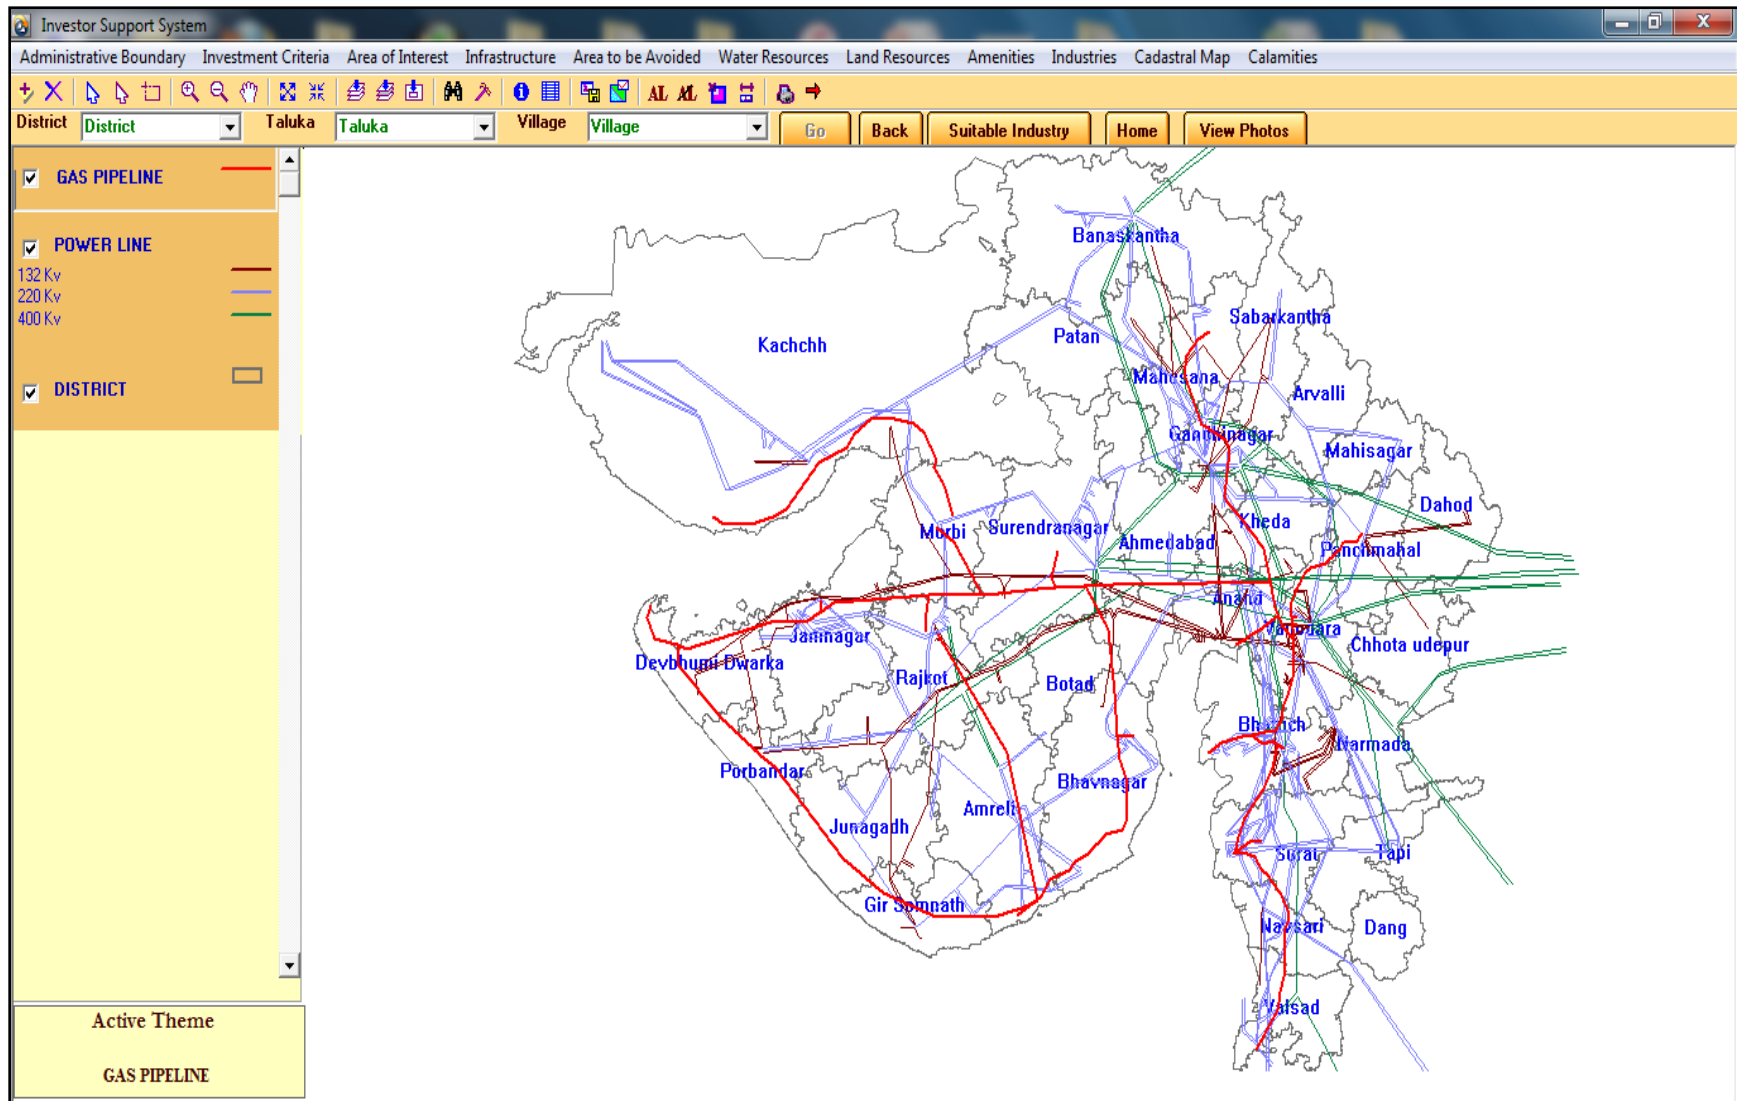 Investor Support System
Administrative Boundary Investment Criteria Area of Interest Infrastructure Area to be Avoided Water Resources Land Resources Amenities Industries Cadastral Map Calamities
AL AL
District District Taluka Taluka Village Village Go Back Suitable Industry Home View Photos
GAS PIPELINE
POWER LINE
132 Kv
220 Kv
400 Kv
DISTRICT
Active Theme
GAS PIPELINE
Banaskantha
Sabarkantha
Patan
Kachchh
Mahesana
Arvalli
Gandhinagar
Mahisagar
Dahod
Kheda
Surendranagar
Morbi
Ahmedabad
Panchmahal
Anand
Vadodara
Jamnagar
Chhota udepur
Devbhumi Dwarka
Rajkot
Botad
Bharuch
Narmada
Porbandar
Bhavnagar
Amreli
Junagadh
Surat
Tapi
Gir Somnath
Navsari
Dang
Valsad